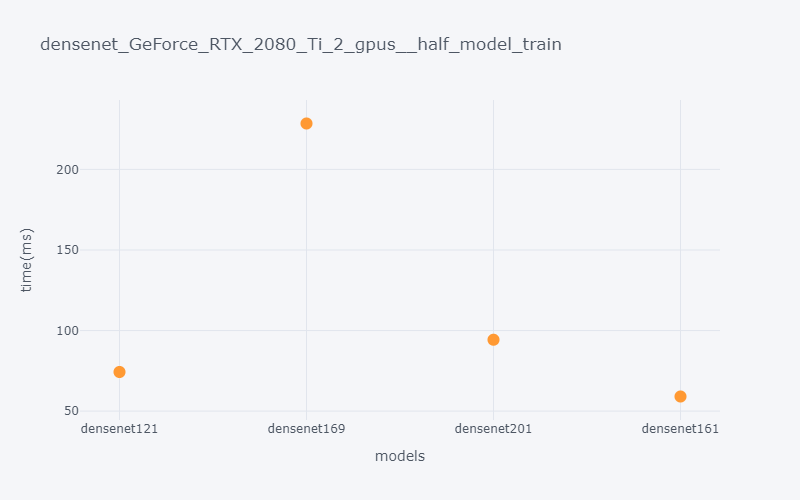 densenet_GeForce_RTX_2080_Ti_2_gpus__half_model_train
time(ms)
200
150
100
50
densenet121 densenet169 densenet201 densenet161
models